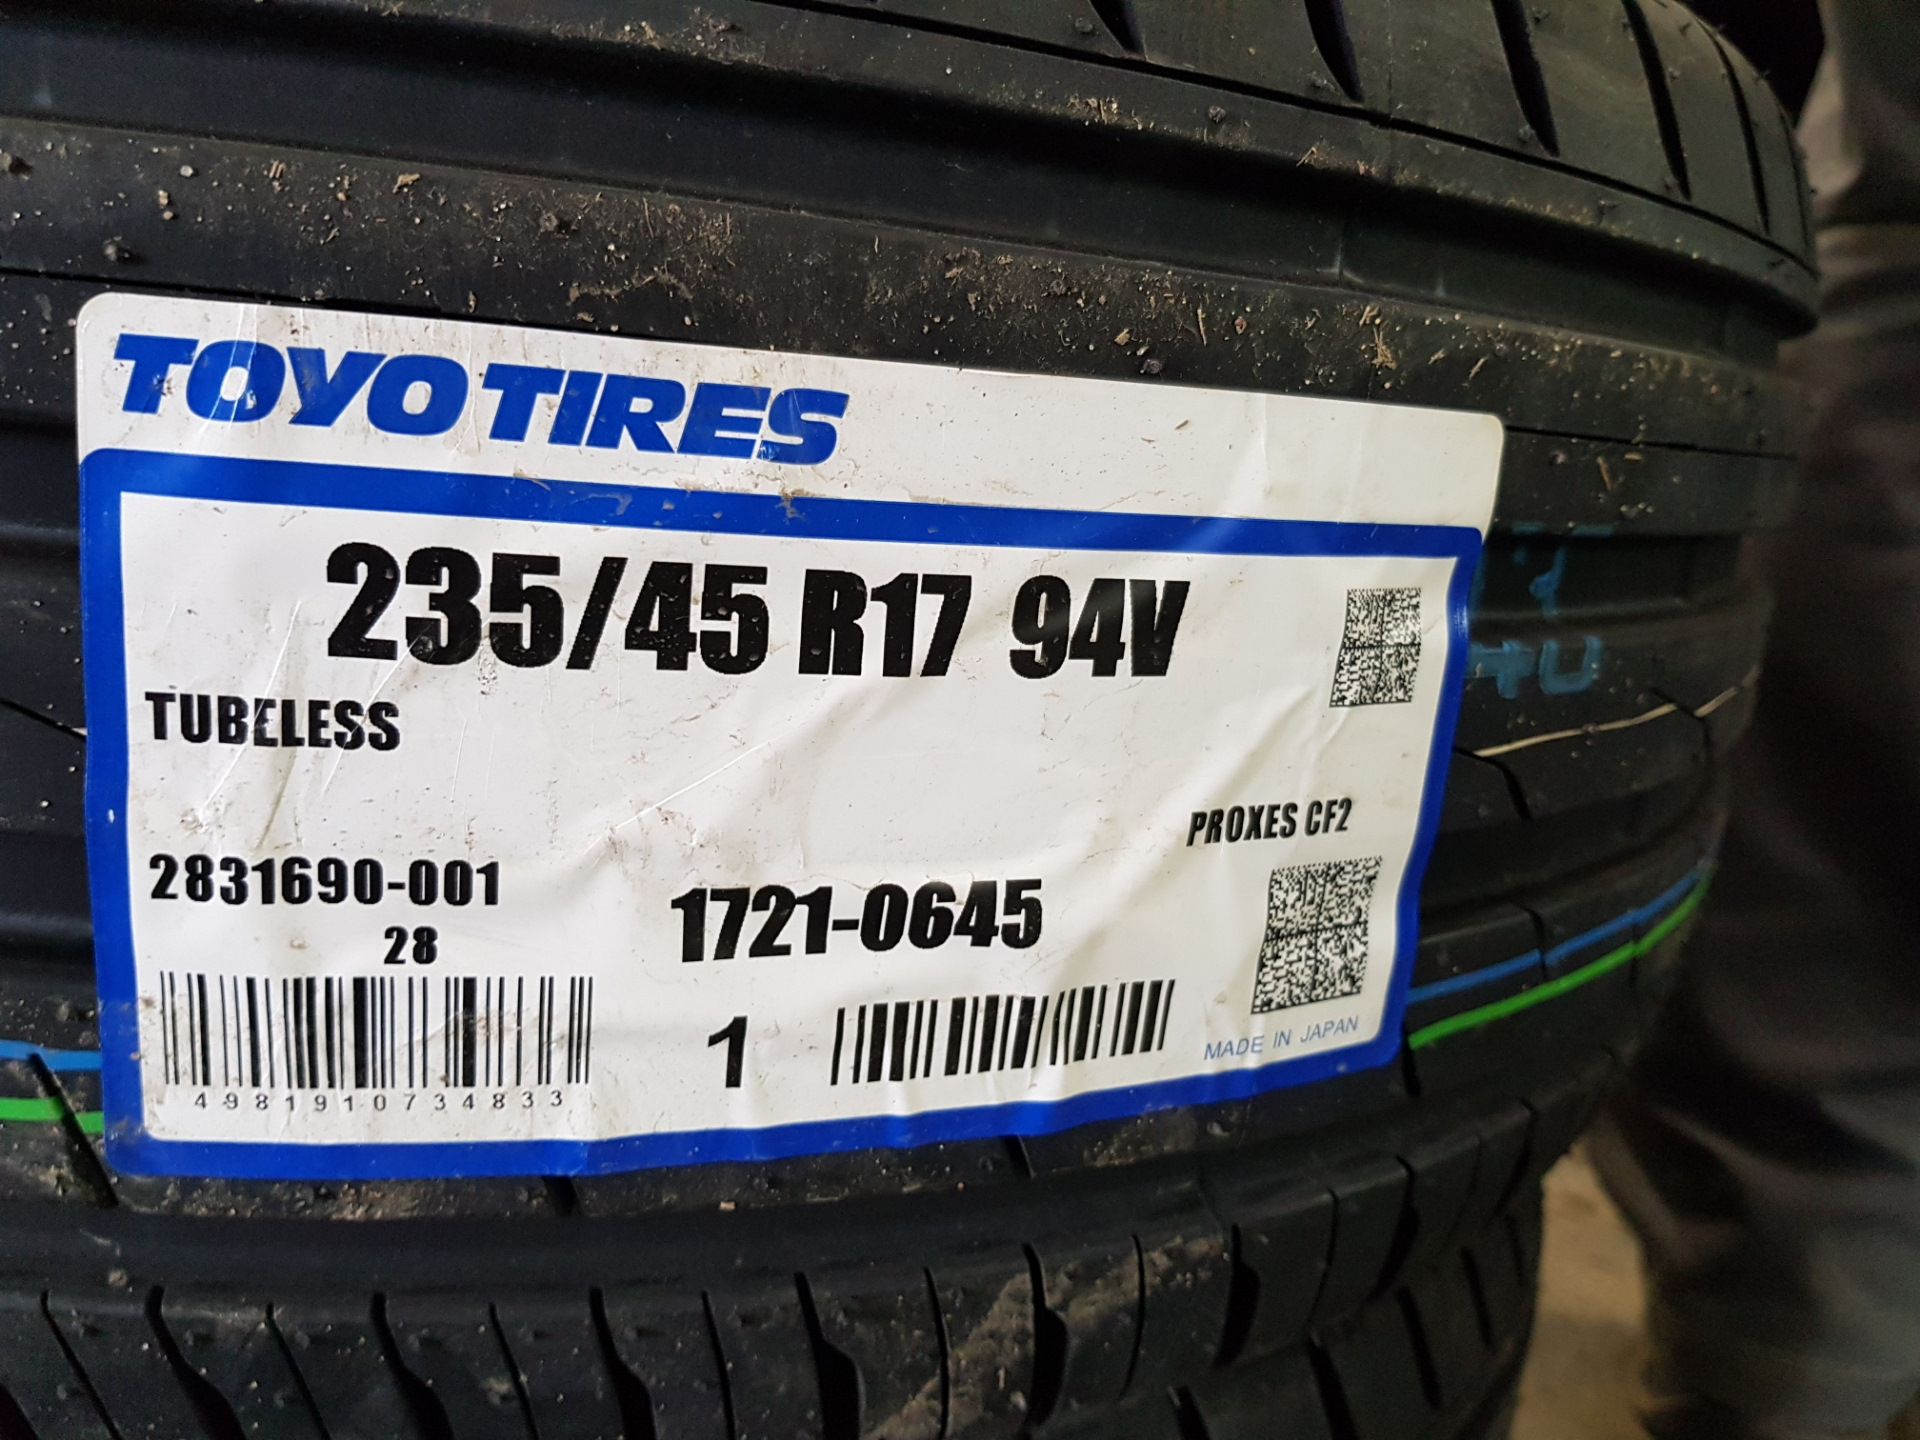 TOYO TIRES
235/45 R17 94V
TUBELESS
PROXES CF2
2831690-001
28
1721-0645
1
MADE IN JAPAN
4981910734833
40